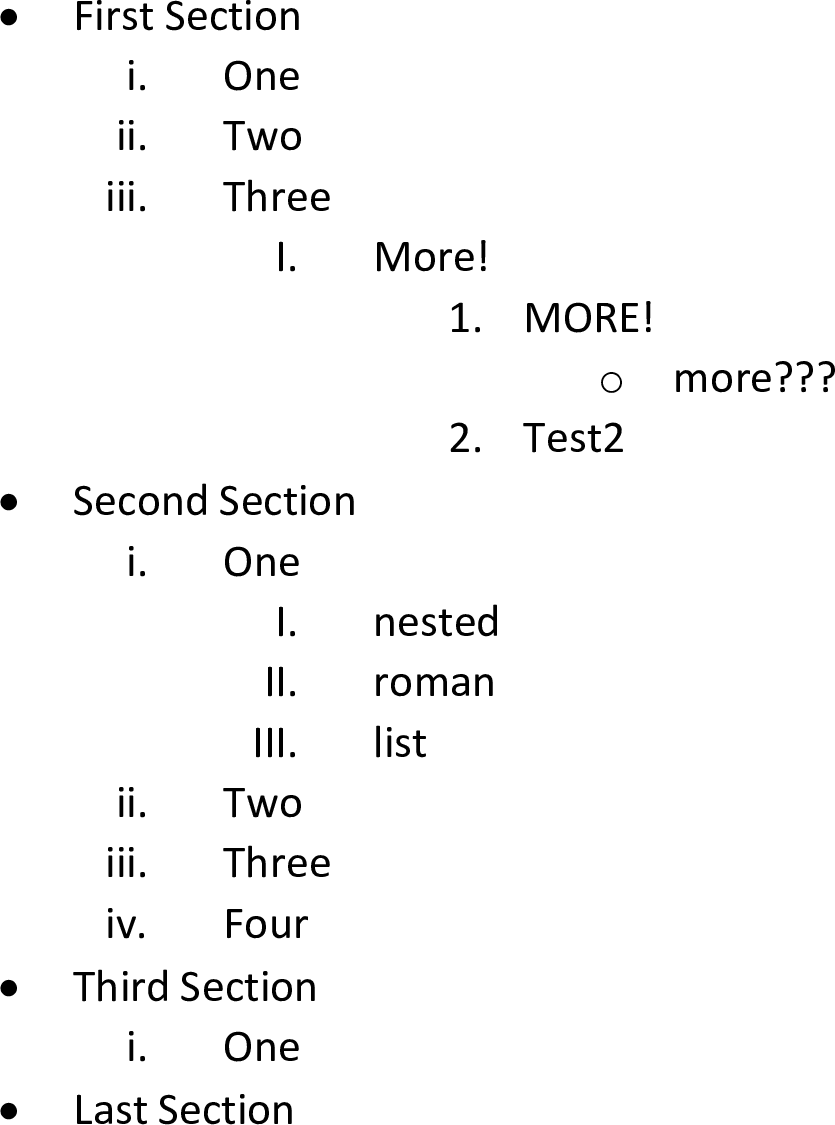 • First Section
i. One
ii. Two
iii. Three
I. More!
1. MORE!
o more???
2. Test2
• Second Section
i. One
I. nested
II. roman
III. list
ii. Two
iii. Three
iv. Four
• Third Section
i. One
• Last Section